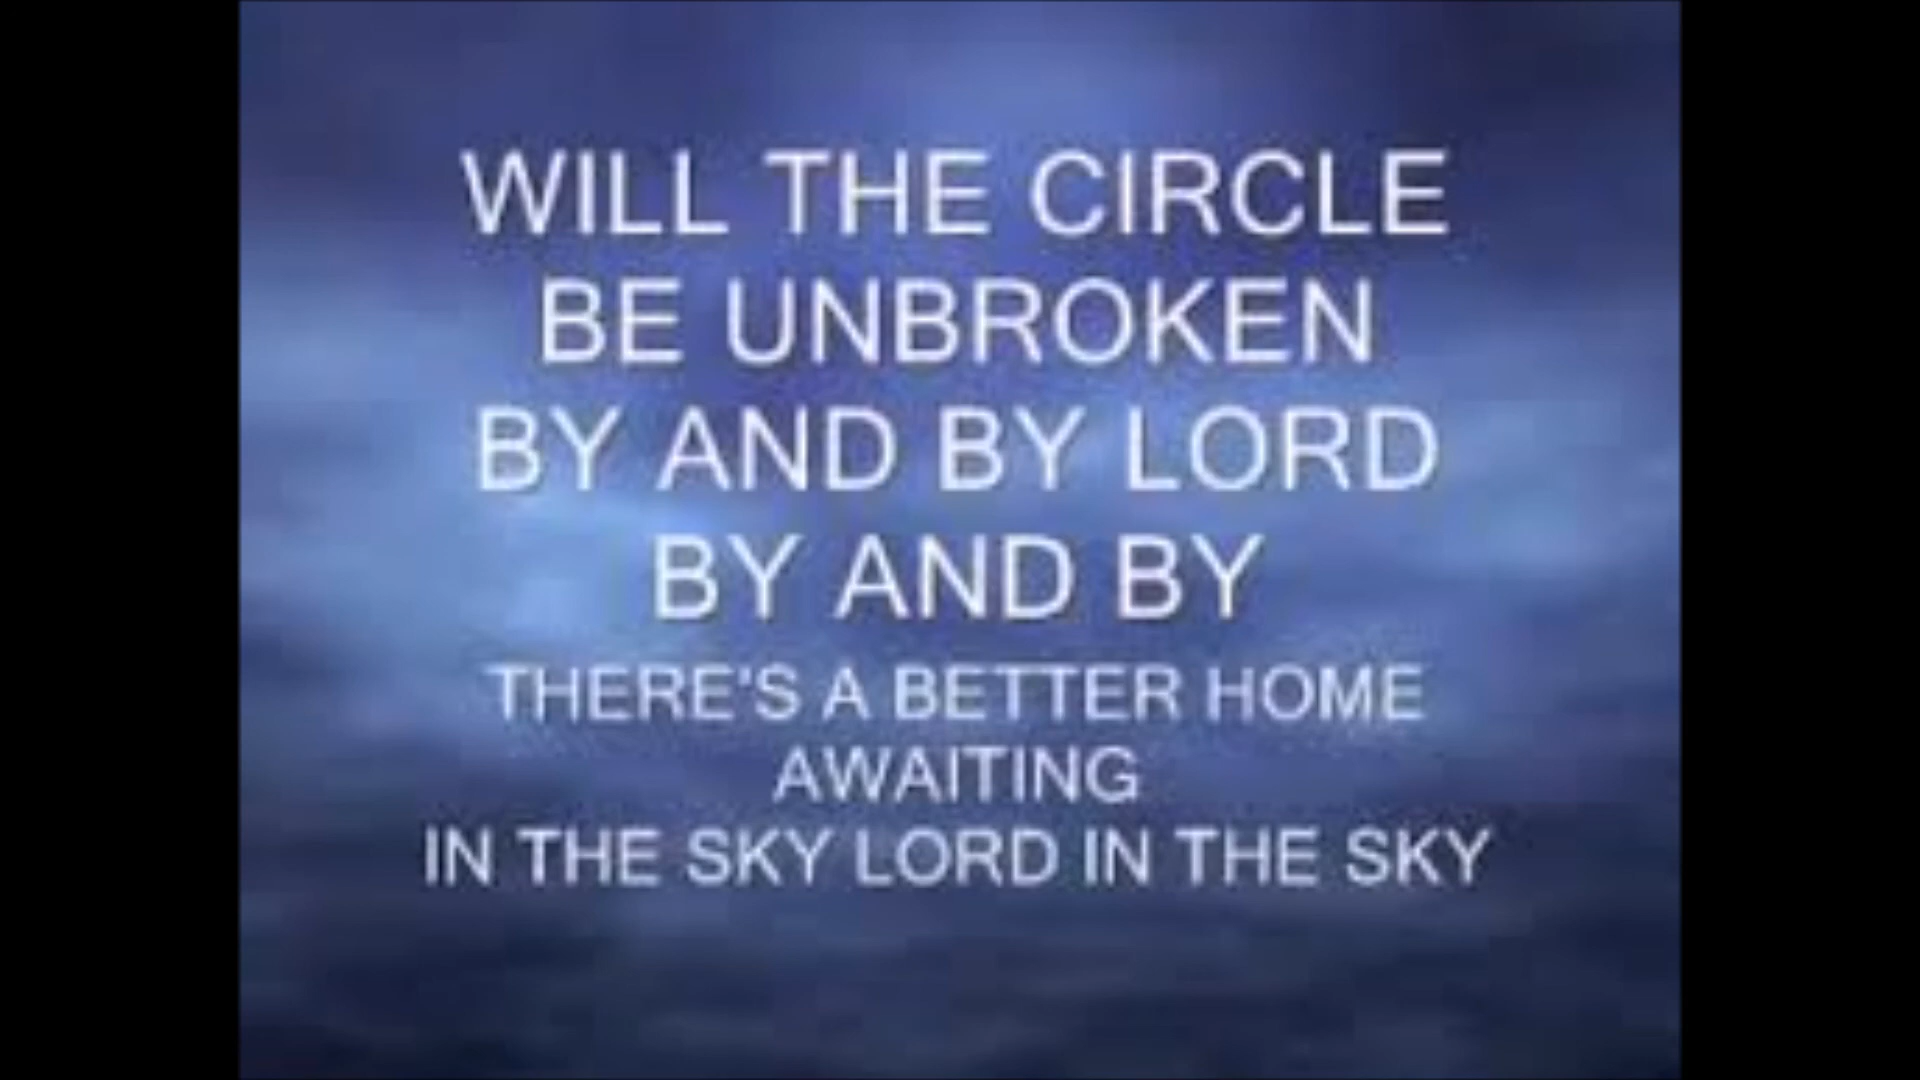 WILL THE CIRCLE
BE UNBROKEN
BY AND BY LORD
BY AND BY
THERE'S A BETTER HOME
AWAITING
IN THE SKY LORD IN THE SKY